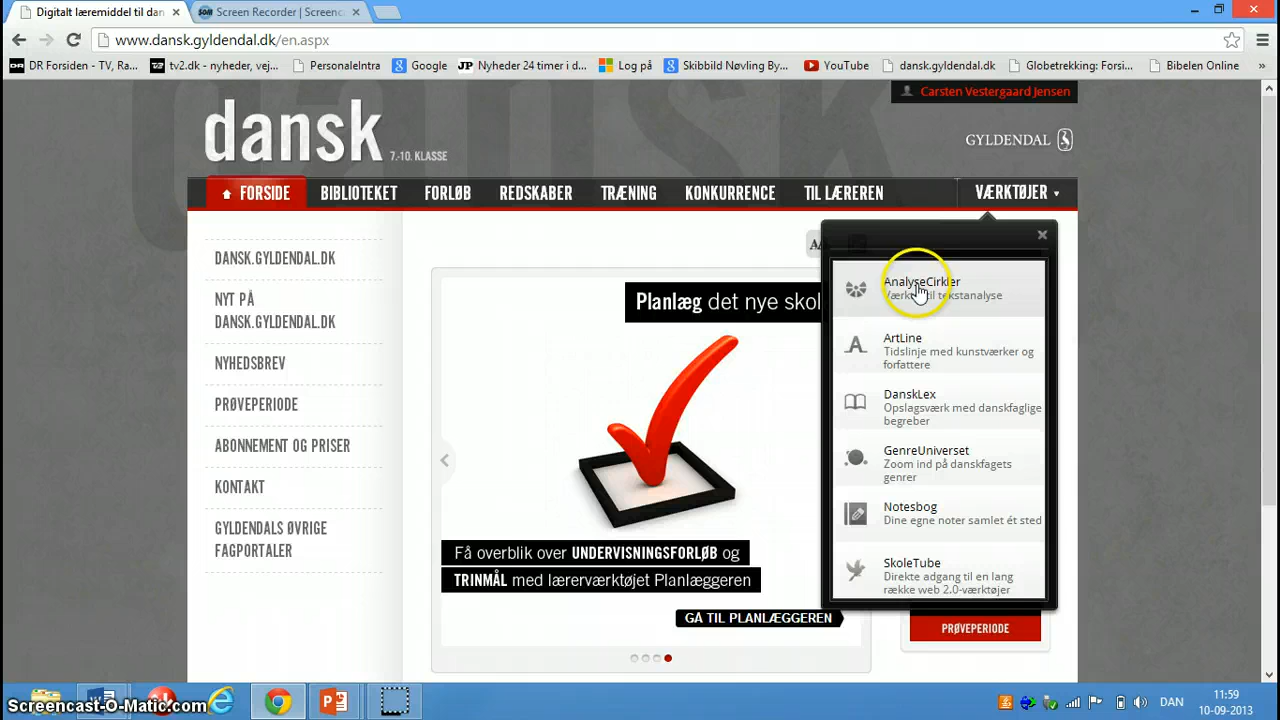 Digitalt læremiddel til dan
Screen Recorder | Screenc
www.dansk.gyldendal.dk/en.aspx
DR Forsiden - TV, Ra...
tv2.dk - nyheder, vej...
PersonaleIntra
Google
Nyheder 24 timer i d...
Log på
Skibbild Nøvling By...
YouTube
dansk.gyldendal.dk
Globetrekking: Forsi...
Bibelen Online
»
Carsten Vestergaard Jensen
dansk
7.-10. KLASSE
GYLDENDAL
FORSIDE
BIBLIOTEKET
FORLØB
REDSKABER
TRÆNING
KONKURRENCE
TIL LÆREREN
VÆRKTØJER
DANSK.GYLDENDAL.DK
NYT PÅ
DANSK.GYLDENDAL.DK
NYHEDSBREV
PRØVEPERIODE
ABONNEMENT OG PRISER
KONTAKT
GYLDENDALS ØVRIGE
FAGPORTALER
Planlæg det nye skol
Få overblik over UNDERVISNINGSFORLØB og
TRINMÅL med lærerværktøjet Planlæggeren
GÅ TIL PLANLÆGGEREN
AnalyseCirkler
Værktøj til tekstanalyse
ArtLine
Tidslinje med kunstværker og
forfattere
DanskLex
Opslagsværk med danskfaglige
begreber
GenreUniverset
Zoom ind på danskfagets
genrer
Notesbog
Dine egne noter samlet ét sted
SkoleTube
Direkte adgang til en lang
række web 2.0-værktøjer
PRØVEPERIODE
Screencast-O-Matic.com
DAN
11:59
10-09-2013